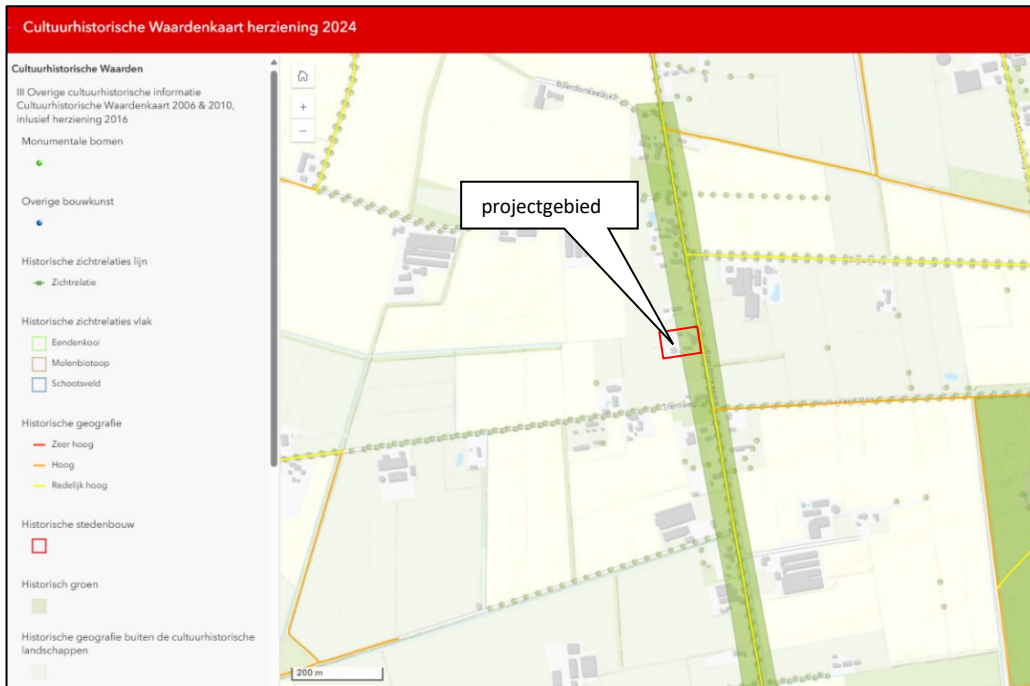 Cultuurhistorische Waardenkaart herziening 2024
Cultuurhistorische Waarden
III Overige cultuurhistorische informatie
Cultuurhistorische Waardenkaart 2006 & 2010,
inlusief herziening 2016
Monumentale bomen
Overige bouwkunst
Historische zichtrelaties lijn
Zichtrelatie
Historische zichtrelaties vlak
Eendenkooi
Molenbiotoop
Schootsveld
Historische geografie
Zeer hoog
Hoog
Redelijk hoog
Historische stedenbouw
Historisch groen
Historische geografie buiten de cultuurhistorische
landschappen
+
−
Boerdonksedijk
projectgebied
200 m